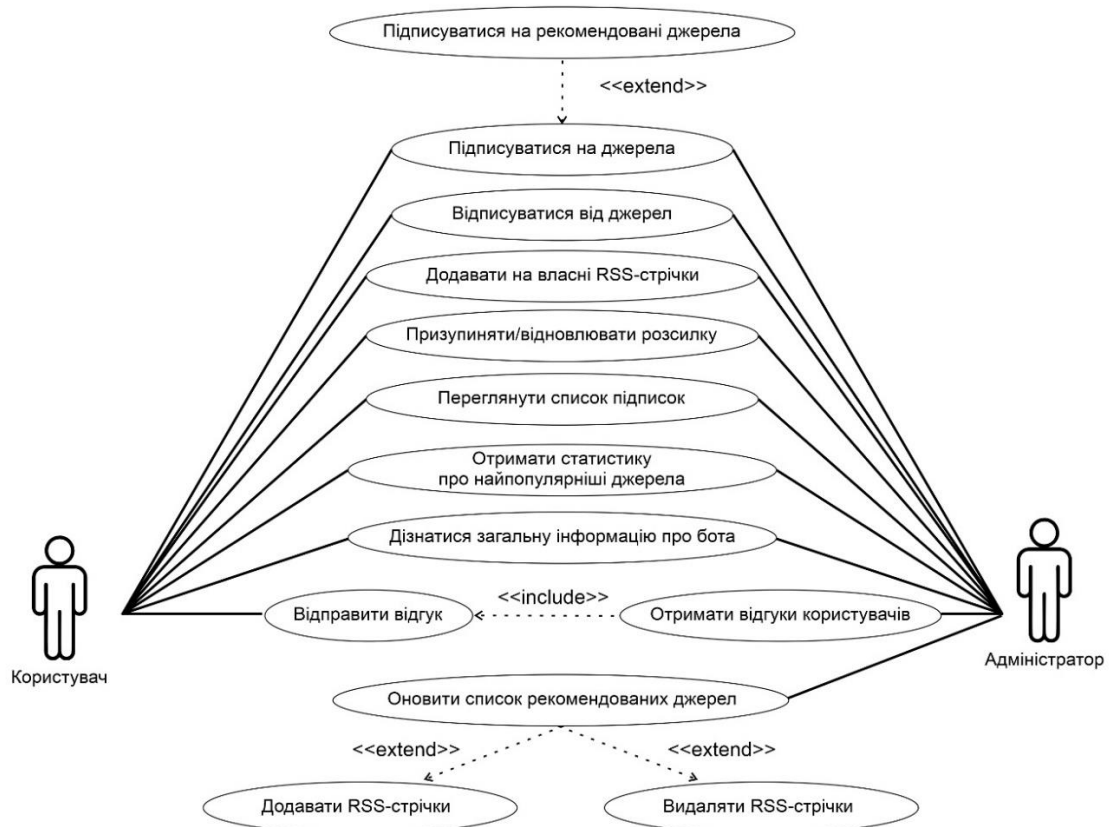 Підписуватися на рекомендовані джерела
<<extend>>
Підписуватися на джерела
Відписуватися від джерел
Додавати на власні RSS-стрічки
Призупиняти/відновлювати розсилку
Переглянути список підписок
Отримати статистику
про найпопулярніші джерела
Дізнатися загальну інформацію про бота
<<include>>
Відправити відгук
Отримати відгуки користувачів
Користувач
Адміністратор
Оновити список рекомендованих джерел
<<extend>>
<<extend>>
Додавати RSS-стрічки
Видаляти RSS-стрічки